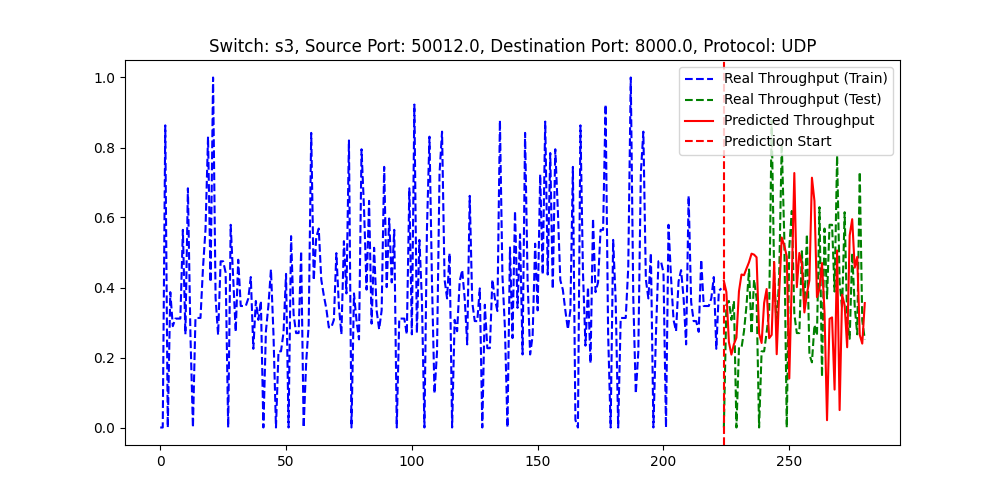 Switch: s3, Source Port: 50012.0, Destination Port: 8000.0, Protocol: UDP
1.0
0.8
0.6
0.4
0.2
0.0
Real Throughput (Train)
Real Throughput (Test)
Predicted Throughput
Prediction Start
0 50 100 150 200 250